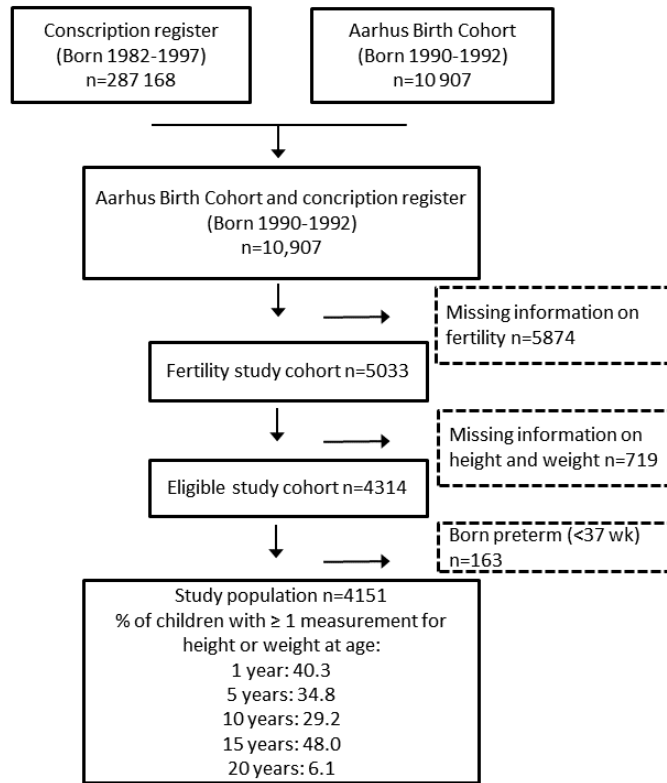 Conscription register
(Born 1982-1997)
n=287 168
Aarhus Birth Cohort
(Born 1990-1992)
n=10 907
Aarhus Birth Cohort and concription register
(Born 1990-1992)
n=10,907
Missing information on
fertility n=5874
Fertility study cohort n=5033
Missing information on
height and weight n=719
Eligible study cohort n=4314
Born preterm (<37 wk)
n=163
Study population n=4151
% of children with ≥ 1 measurement for
height or weight at age:
1 year: 40.3
5 years: 34.8
10 years: 29.2
15 years: 48.0
20 years: 6.1